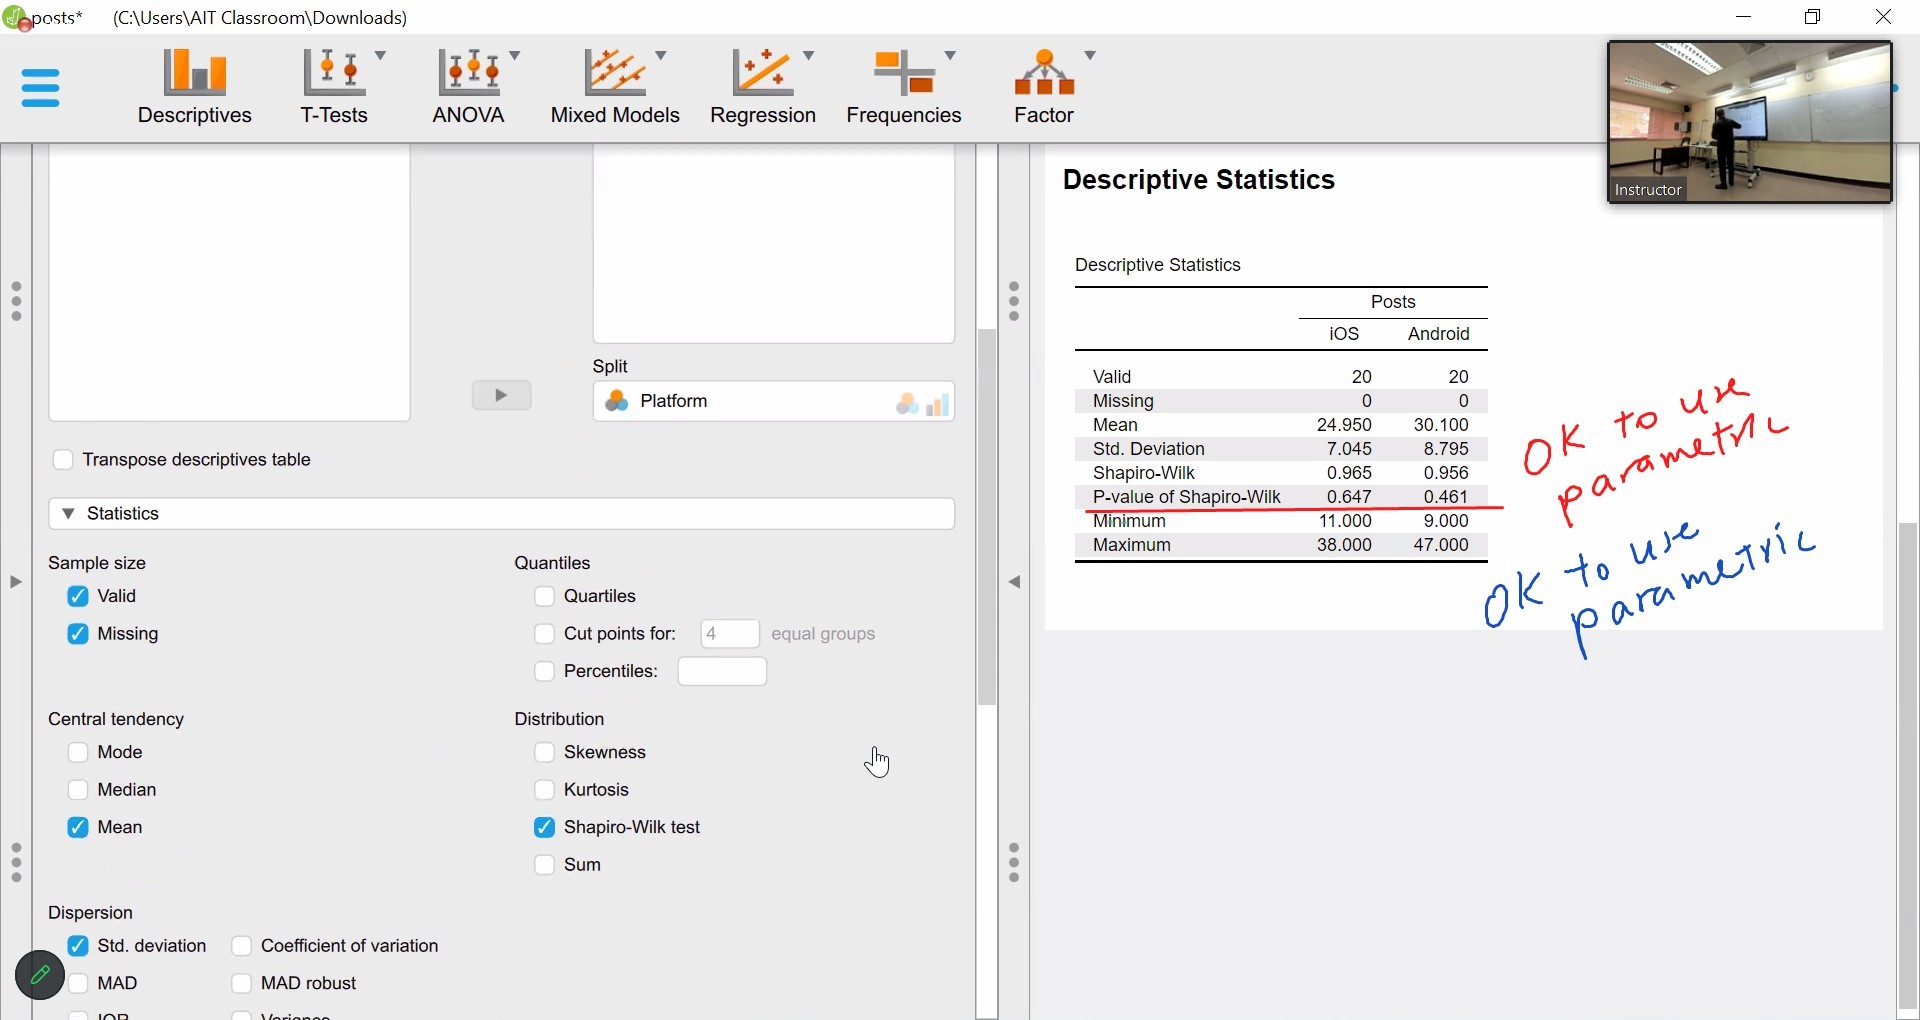 posts* (C:\Users\AIT Classroom\Downloads)
Descriptives T-Tests ANOVA Mixed Models Regression Frequencies Factor
Instructor
Split
Platform
Transpose descriptives table
Statistics
Sample size
Valid
Missing
Quantiles
Quartiles
Cut points for: 4 equal groups
Percentiles:
Central tendency
Mode
Median
Mean
Distribution
Skewness
Kurtosis
Shapiro-Wilk test
Sum
Dispersion
Std. deviation Coefficient of variation
MAD MAD robust
IQR Variance
Descriptive Statistics
Descriptive Statistics
Posts
iOS Android
Valid 20 20
Missing 0 0
Mean 24.950 30.100
Std. Deviation 7.045 8.795
Shapiro-Wilk 0.965 0.956
P-value of Shapiro-Wilk 0.647 0.461
Minimum 11.000 9.000
Maximum 38.000 47.000
OK to use
parametric
OK to use
parametric